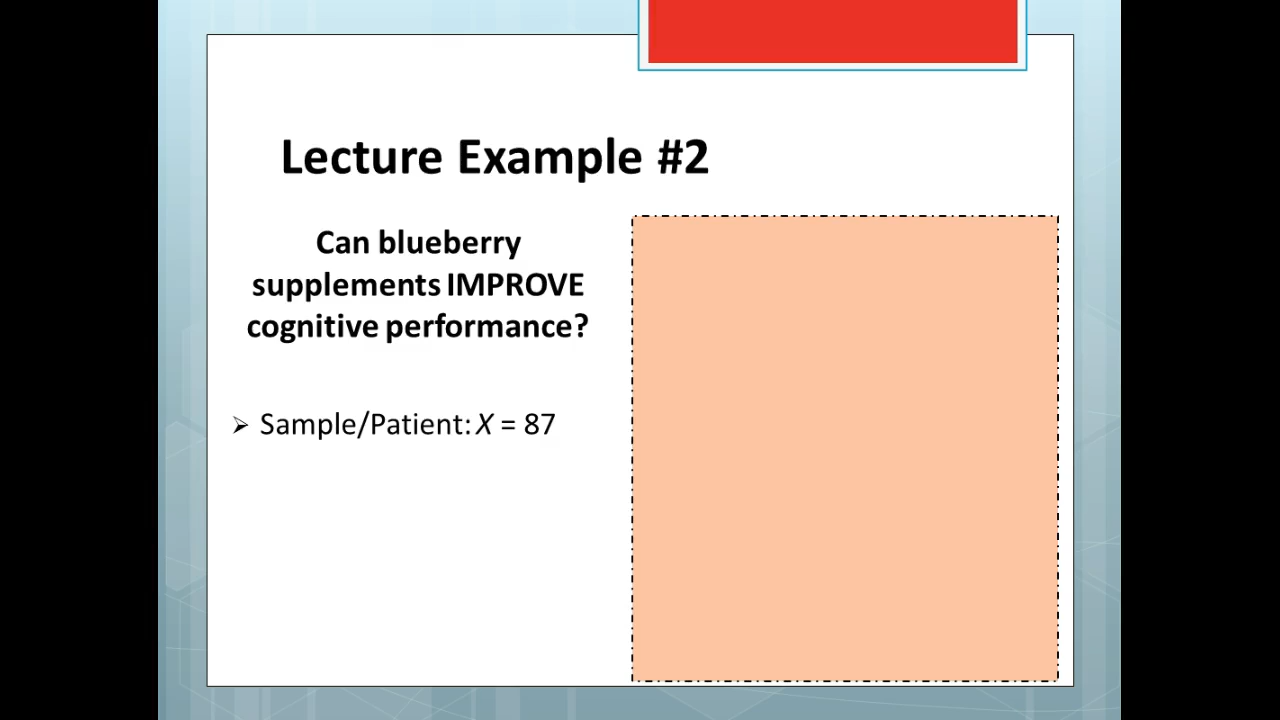 Lecture Example #2
Can blueberry
supplements IMPROVE
cognitive performance?
➢ Sample/Patient: X = 87